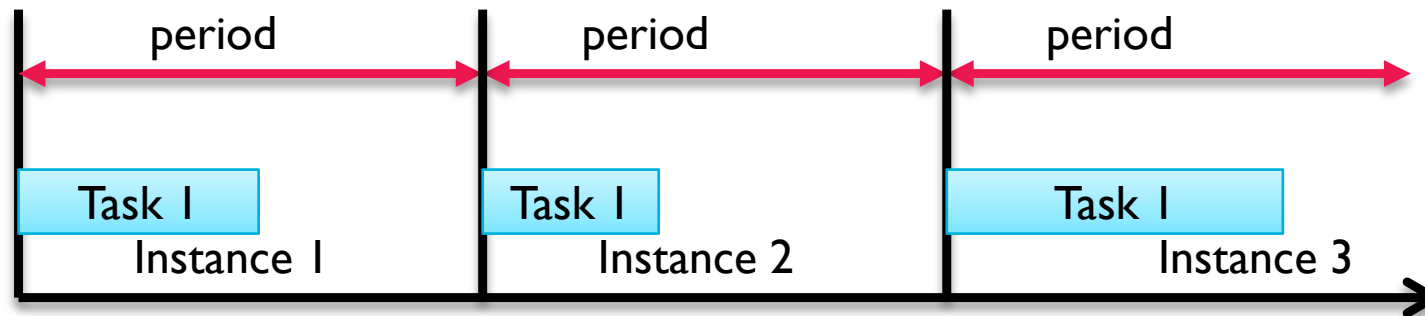 period period period
Task 1 Task 1 Task 1
Instance 1 Instance 2 Instance 3